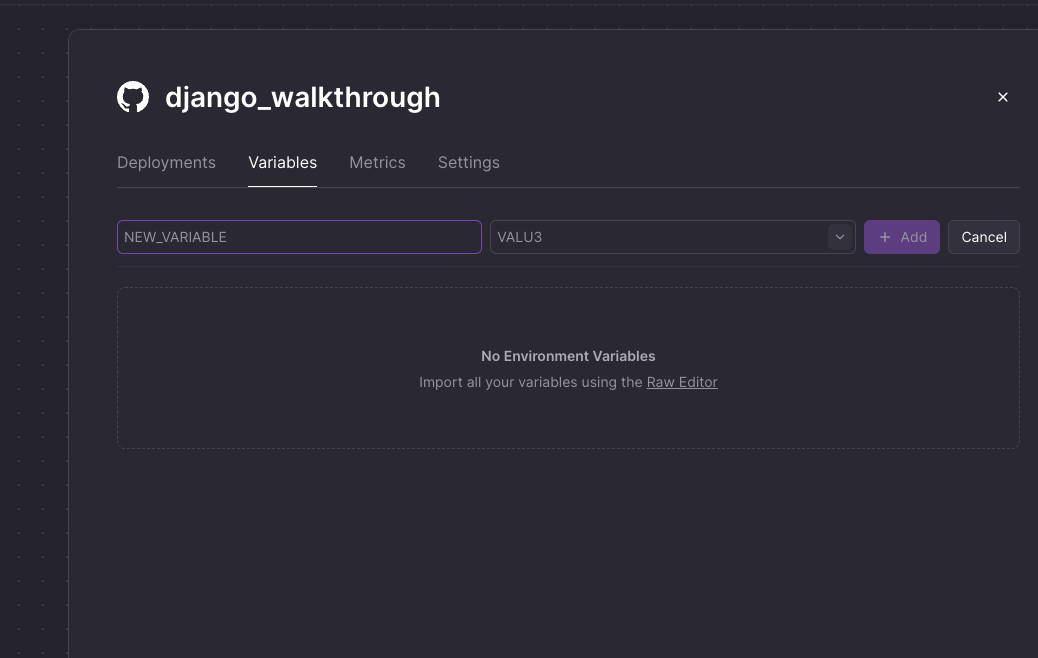 django_walkthrough
Deployments Variables Metrics Settings
NEW_VARIABLE VALU3 + Add Cancel
No Environment Variables
Import all your variables using the Raw Editor